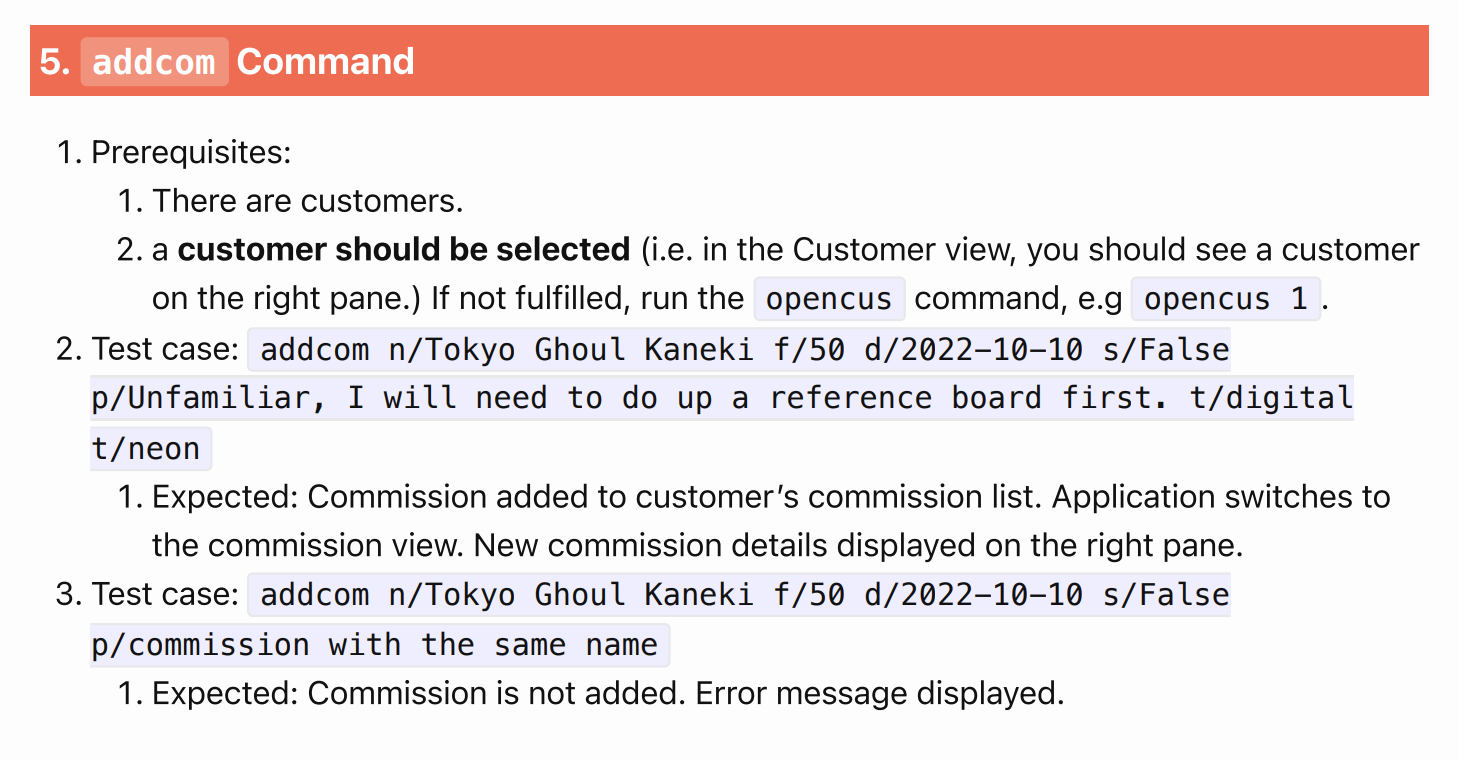 5. addcom Command
1. Prerequisites:
1. There are customers.
2. a customer should be selected (i.e. in the Customer view, you should see a customer
on the right pane.) If not fulfilled, run the opencus command, e.g opencus 1.
2. Test case: addcom n/Tokyo Ghoul Kaneki f/50 d/2022-10-10 s/False
p/Unfamiliar, I will need to do up a reference board first. t/digital
t/neon
1. Expected: Commission added to customer’s commission list. Application switches to
the commission view. New commission details displayed on the right pane.
3. Test case: addcom n/Tokyo Ghoul Kaneki f/50 d/2022-10-10 s/False
p/commission with the same name
1. Expected: Commission is not added. Error message displayed.